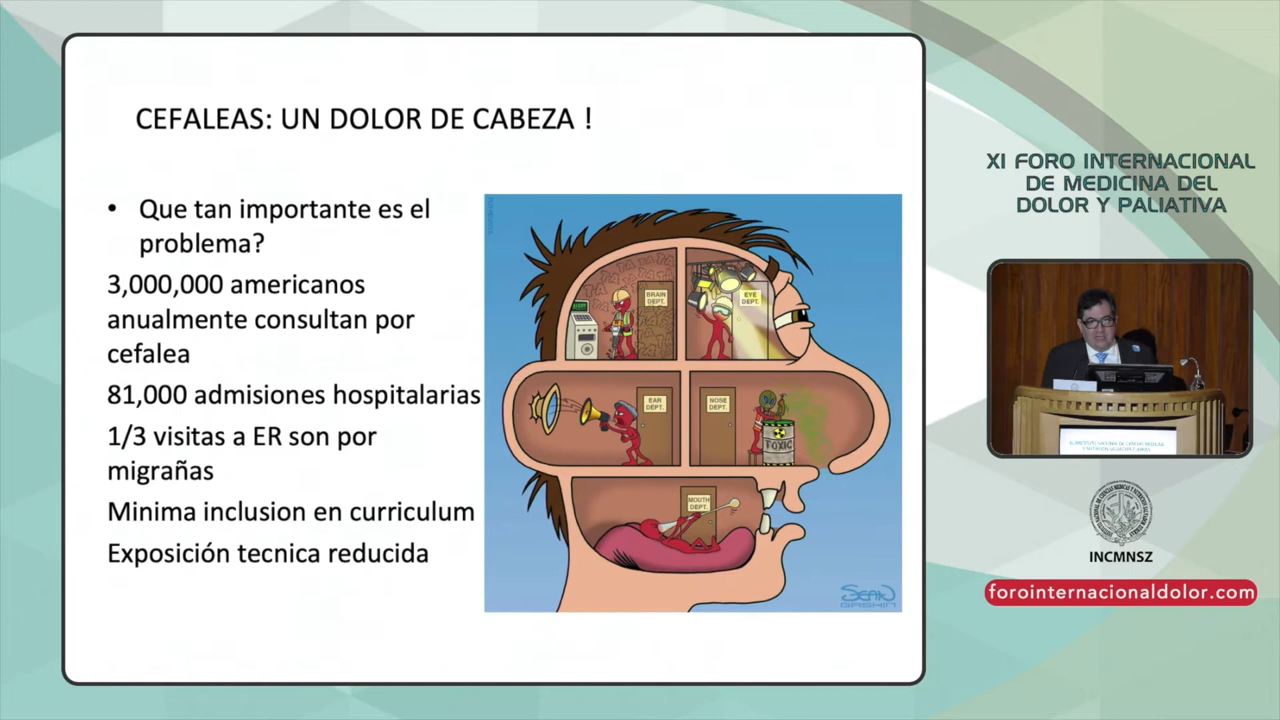 CEFALEAS: UN DOLOR DE CABEZA !
• Que tan importante es el
problema?
3,000,000 americanos
anualmente consultan por
cefalea
81,000 admisiones hospitalarias
1/3 visitas a ER son por
migrañas
Minima inclusion en curriculum
Exposición tecnica reducida
BRAIN
DEPT.
EYE
DEPT.
EAR
DEPT.
NOSE
DEPT.
TOXIC
MOUTH
DEPT.
SEAN
GASKIN
XI FORO INTERNACIONAL
DE MEDICINA DEL
DOLOR Y PALIATIVA
INCMNSZ
forointernacionaldolor.com